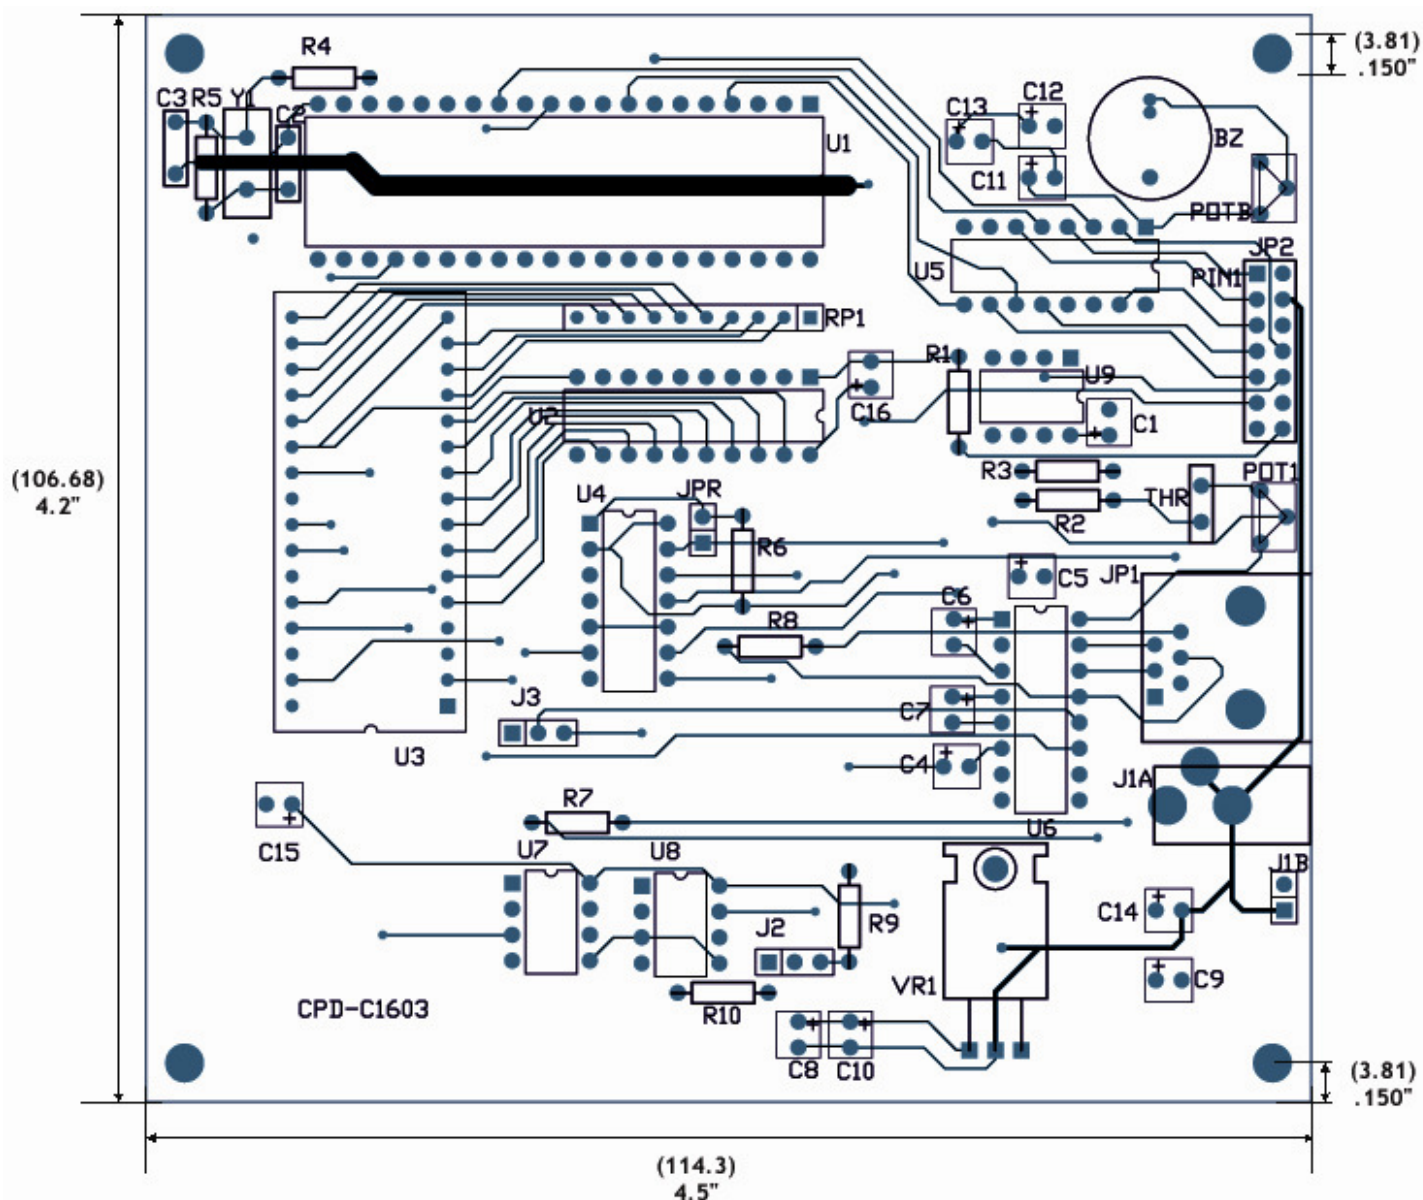 R4
(3.81)
.150"
C3 R5 Y1
C2
C13
C12
U1
BZ
C11
POTB
U5
JP2
PIN1
RP1
R1
U9
U2
C16
C1
(106.68)
4.2"
R3
POT1
U4
JPR
THR
R2
R6
C5
JP1
C6
R8
J3
C7
U3
C4
J1A
R7
U6
C15
U7
U8
J1B
C14
J2
R9
C9
VR1
CPD-C1603
R10
C8
C10
(3.81)
.150"
(114.3)
4.5"